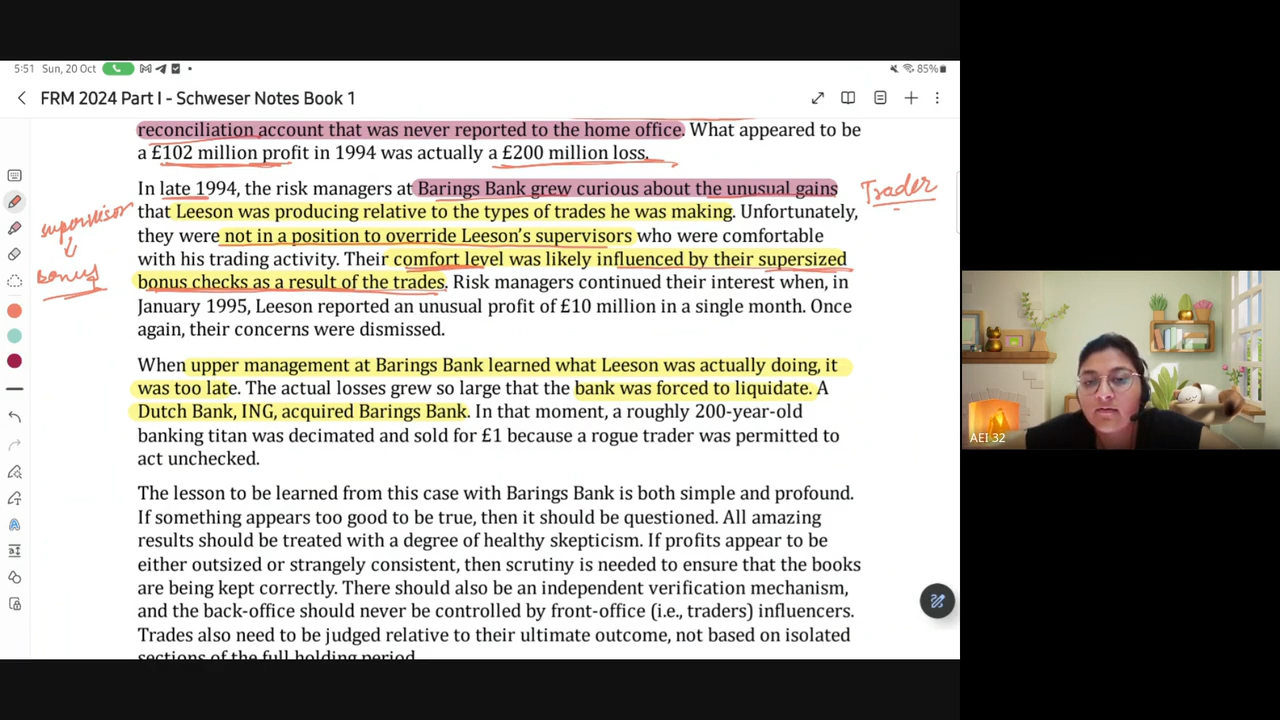 5:51 Sun, 20 Oct 85%
FRM 2024 Part I - Schweser Notes Book 1
reconciliation account that was never reported to the home office. What appeared to be
a £102 million profit in 1994 was actually a £200 million loss.
In late 1994, the risk managers at Barings Bank grew curious about the unusual gains
Trader
that Leeson was producing relative to the types of trades he was making. Unfortunately,
supervisor
they were not in a position to override Leeson's supervisors who were comfortable
with his trading activity. Their comfort level was likely influenced by their supersized
bonus
bonus checks as a result of the trades. Risk managers continued their interest when, in
January 1995, Leeson reported an unusual profit of £10 million in a single month. Once
again, their concerns were dismissed.
When upper management at Barings Bank learned what Leeson was actually doing, it
was too late. The actual losses grew so large that the bank was forced to liquidate. A
Dutch Bank, ING, acquired Barings Bank. In that moment, a roughly 200-year-old
banking titan was decimated and sold for £1 because a rogue trader was permitted to
act unchecked.
The lesson to be learned from this case with Barings Bank is both simple and profound.
If something appears too good to be true, then it should be questioned. All amazing
results should be treated with a degree of healthy skepticism. If profits appear to be
either outsized or strangely consistent, then scrutiny is needed to ensure that the books
are being kept correctly. There should also be an independent verification mechanism,
and the back-office should never be controlled by front-office (i.e., traders) influencers.
Trades also need to be judged relative to their ultimate outcome, not based on isolated
sections of the full holding period.
AEI 32